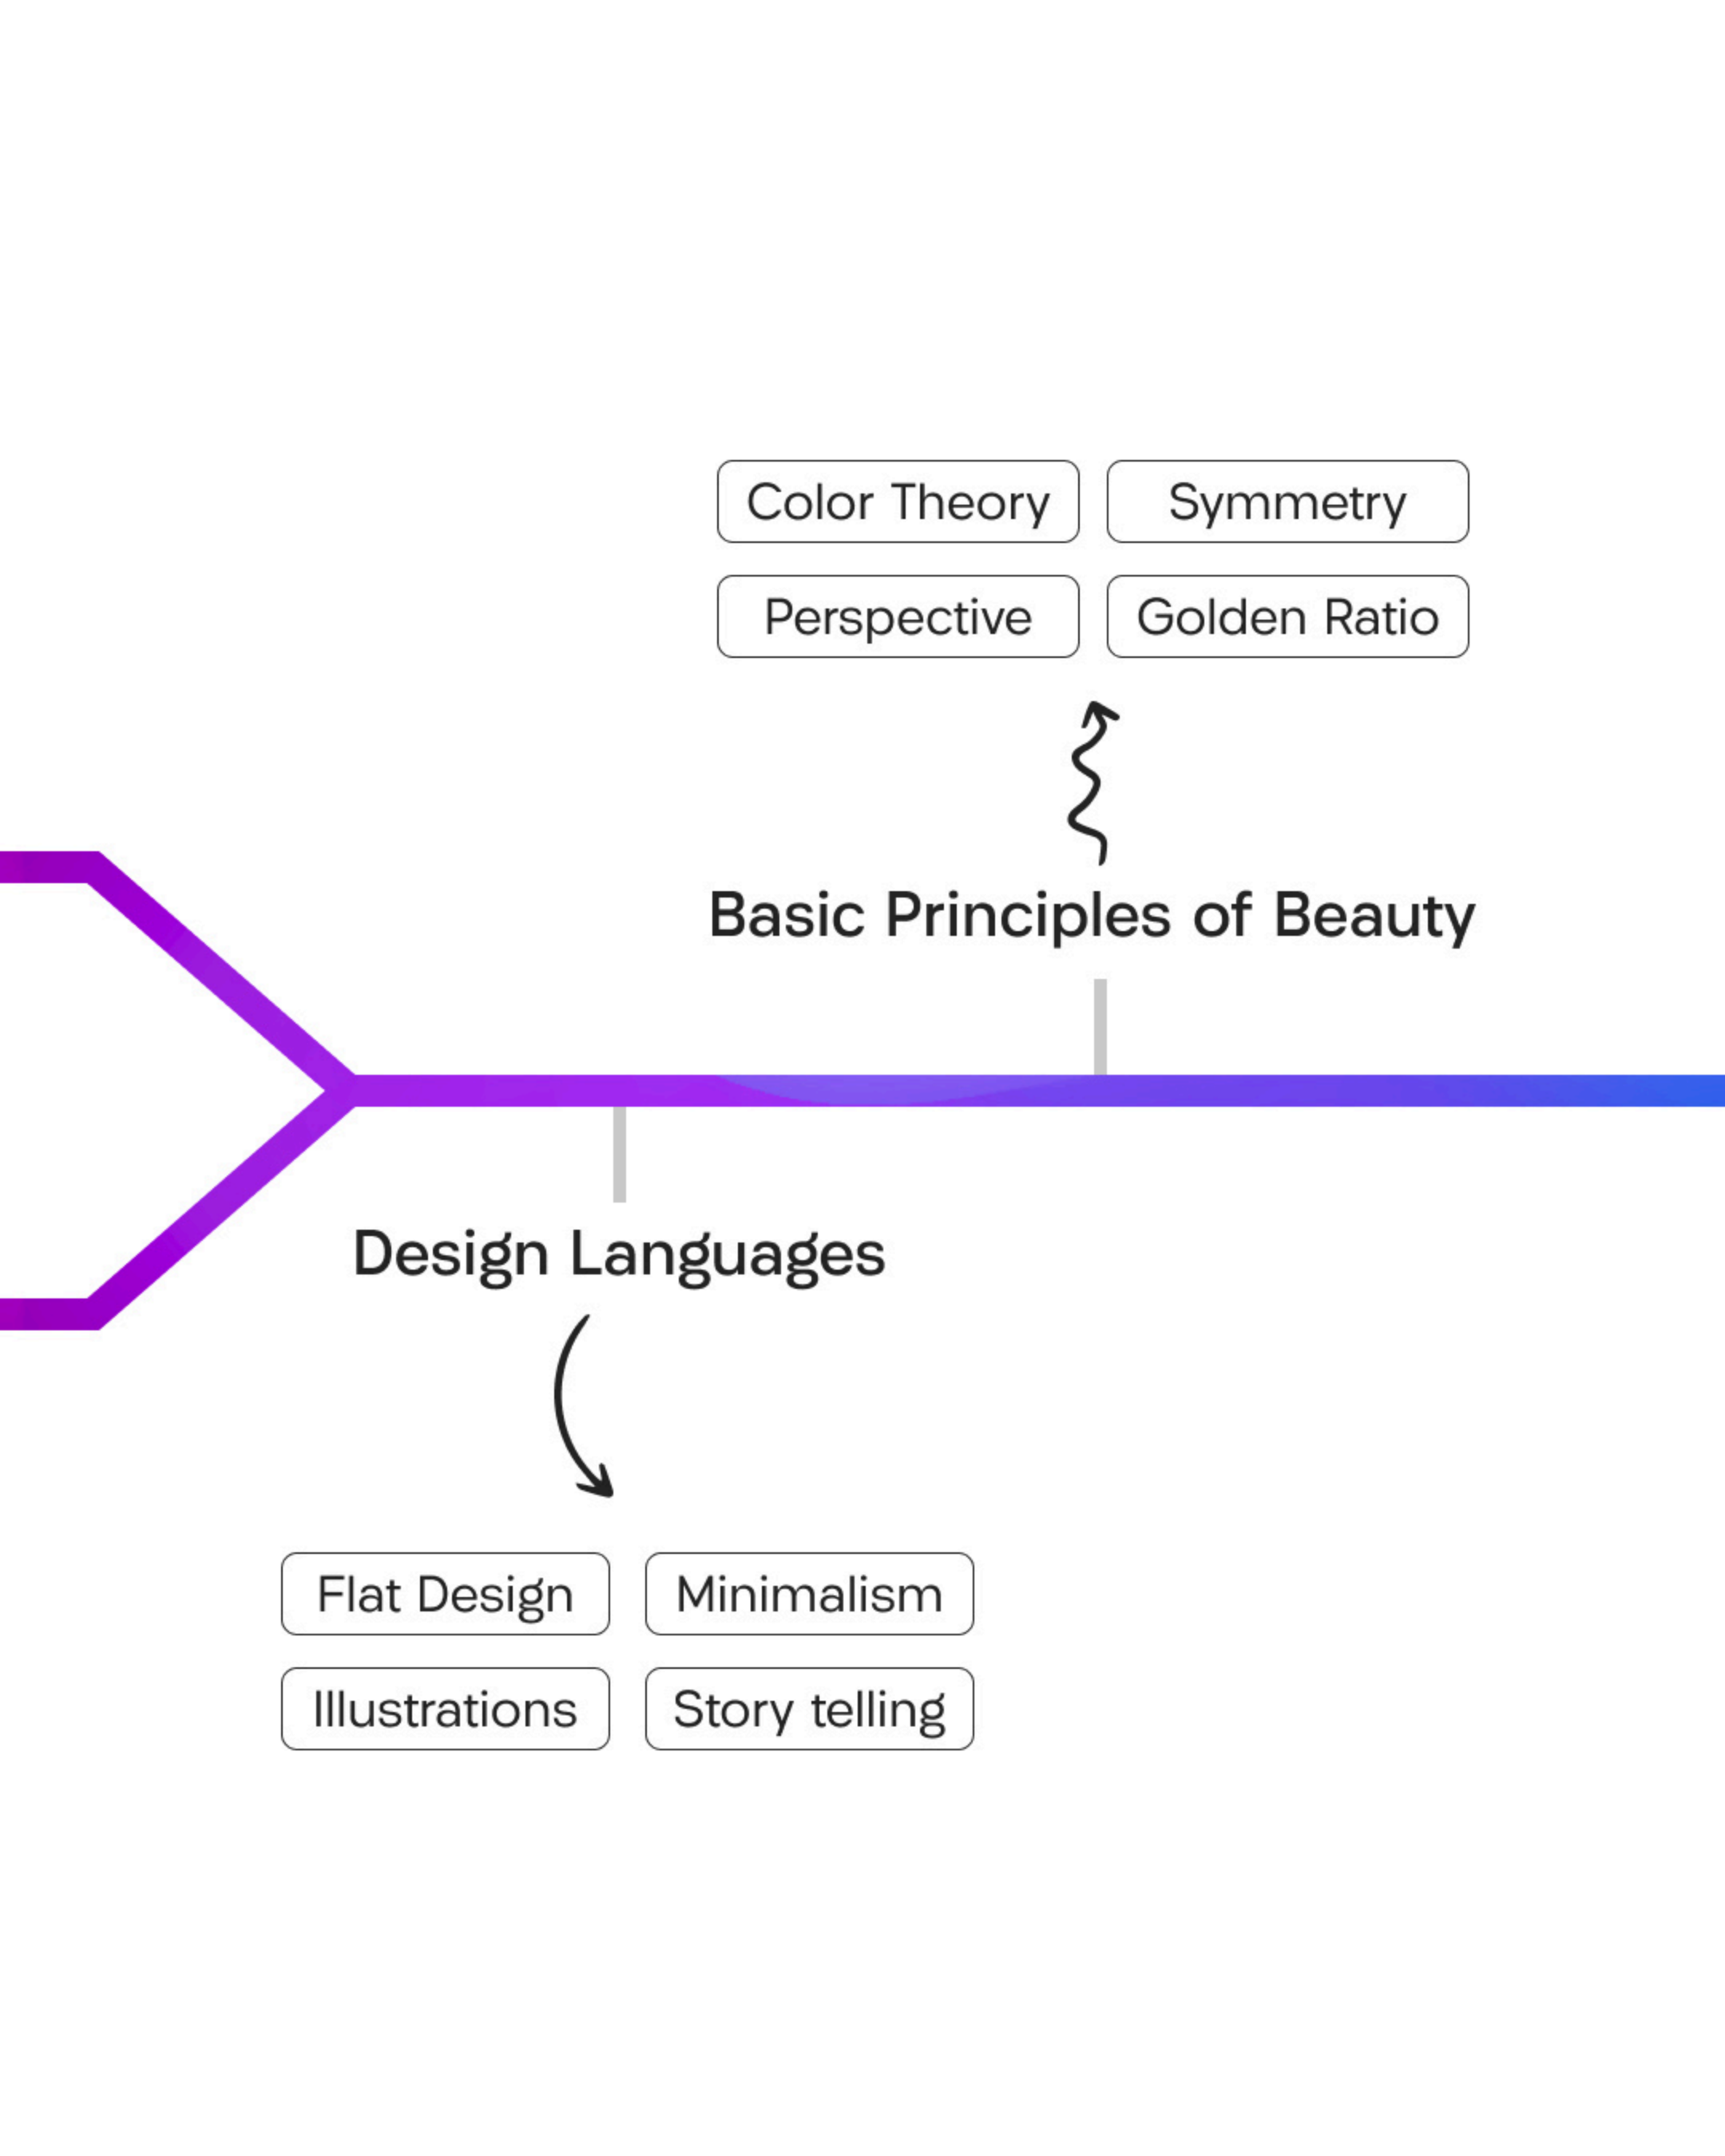 Color Theory
Symmetry
Perspective
Golden Ratio
Basic Principles of Beauty
Design Languages
Flat Design
Minimalism
Illustrations
Story telling